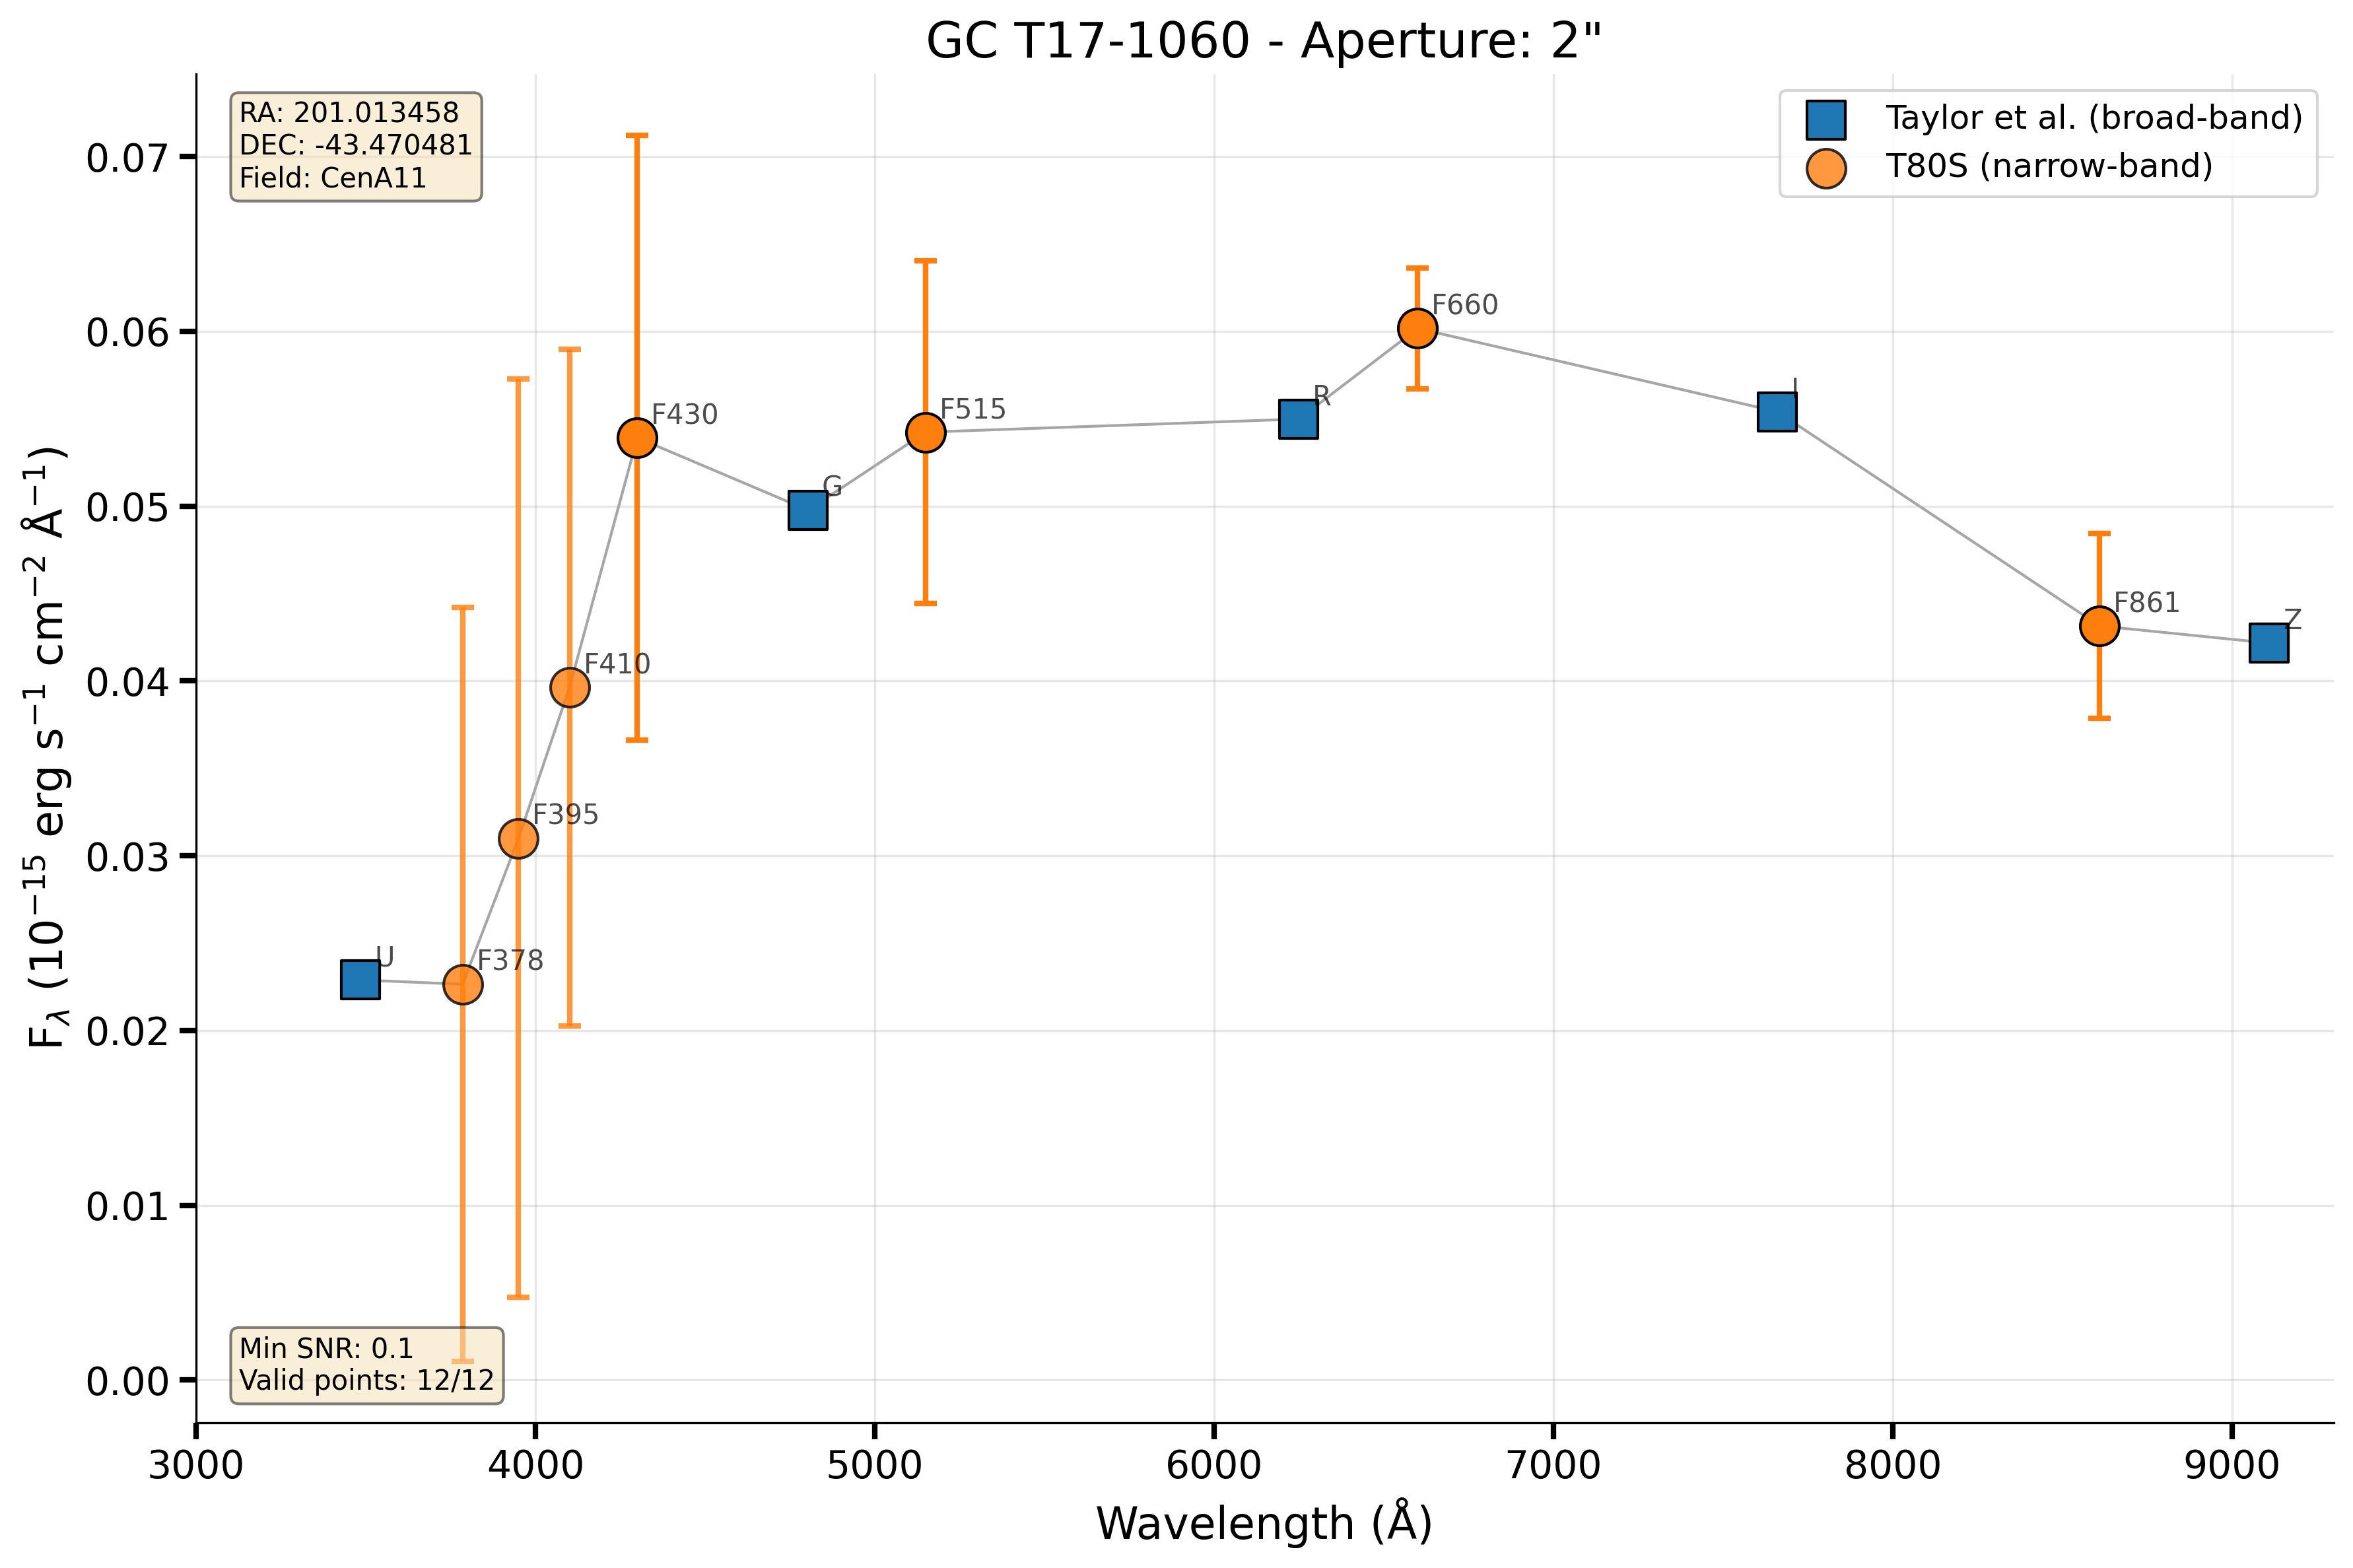 GC T17-1060 - Aperture: 2"
RA: 201.013458
DEC: -43.470481
Field: CenA11
Taylor et al. (broad-band)
T80S (narrow-band)
0.07
0.06
0.05
0.04
0.03
0.02
0.01
0.00
F_λ (10⁻¹⁵ erg s⁻¹ cm⁻² Å⁻¹)
U
F378
F395
F410
F430
G
F515
R
F660
I
F861
Z
Min SNR: 0.1
Valid points: 12/12
3000 4000 5000 6000 7000 8000 9000
Wavelength (Å)